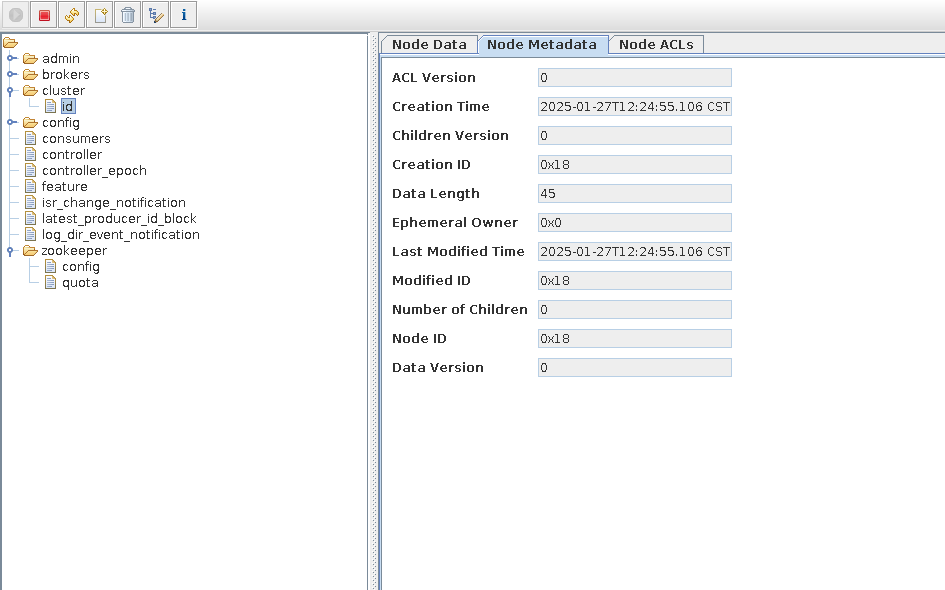 admin
brokers
cluster
id
config
consumers
controller
controller_epoch
feature
isr_change_notification
latest_producer_id_block
log_dir_event_notification
zookeeper
config
quota
Node Data Node Metadata Node ACLs
ACL Version 0
Creation Time 2025-01-27T12:24:55.106 CST
Children Version 0
Creation ID 0x18
Data Length 45
Ephemeral Owner 0x0
Last Modified Time 2025-01-27T12:24:55.106 CST
Modified ID 0x18
Number of Children 0
Node ID 0x18
Data Version 0